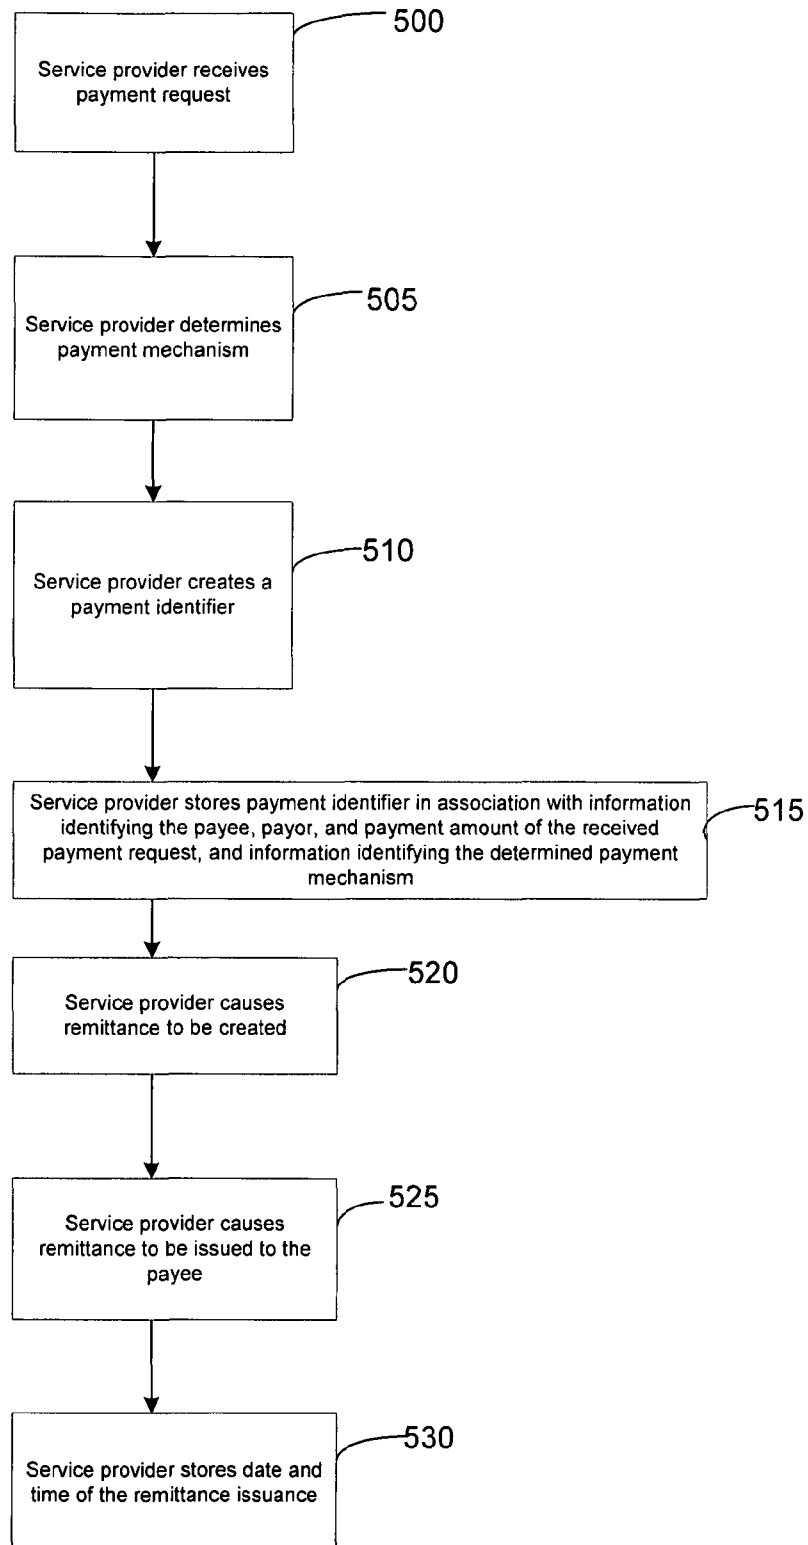 500
Service provider receives
payment request
505
Service provider determines
payment mechanism
510
Service provider creates a
payment identifier
Service provider stores payment identifier in association with information
identifying the payee, payor, and payment amount of the received
payment request, and information identifying the determined payment
mechanism
515
520
Service provider causes
remittance to be created
525
Service provider causes
remittance to be issued to the
payee
530
Service provider stores date and
time of the remittance issuance